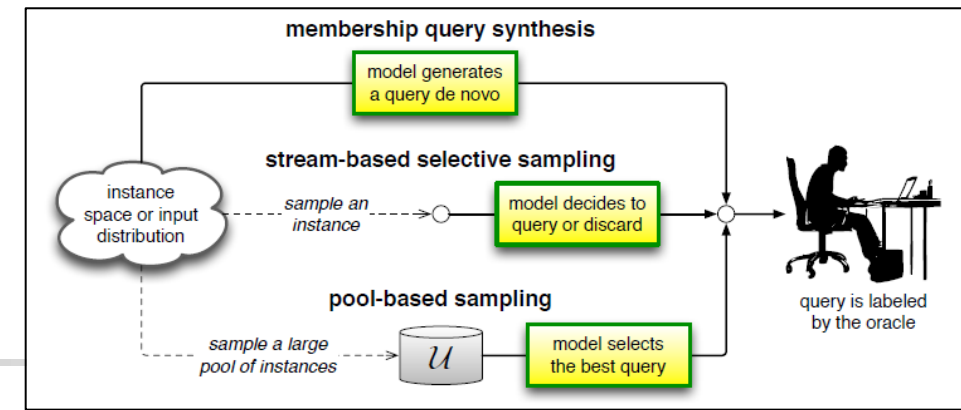 membership query synthesis
model generates
a query de novo
stream-based selective sampling
instance
space or input
distribution
sample an
instance
model decides to
query or discard
pool-based sampling
sample a large
pool of instances
U
model selects
the best query
query is labeled
by the oracle